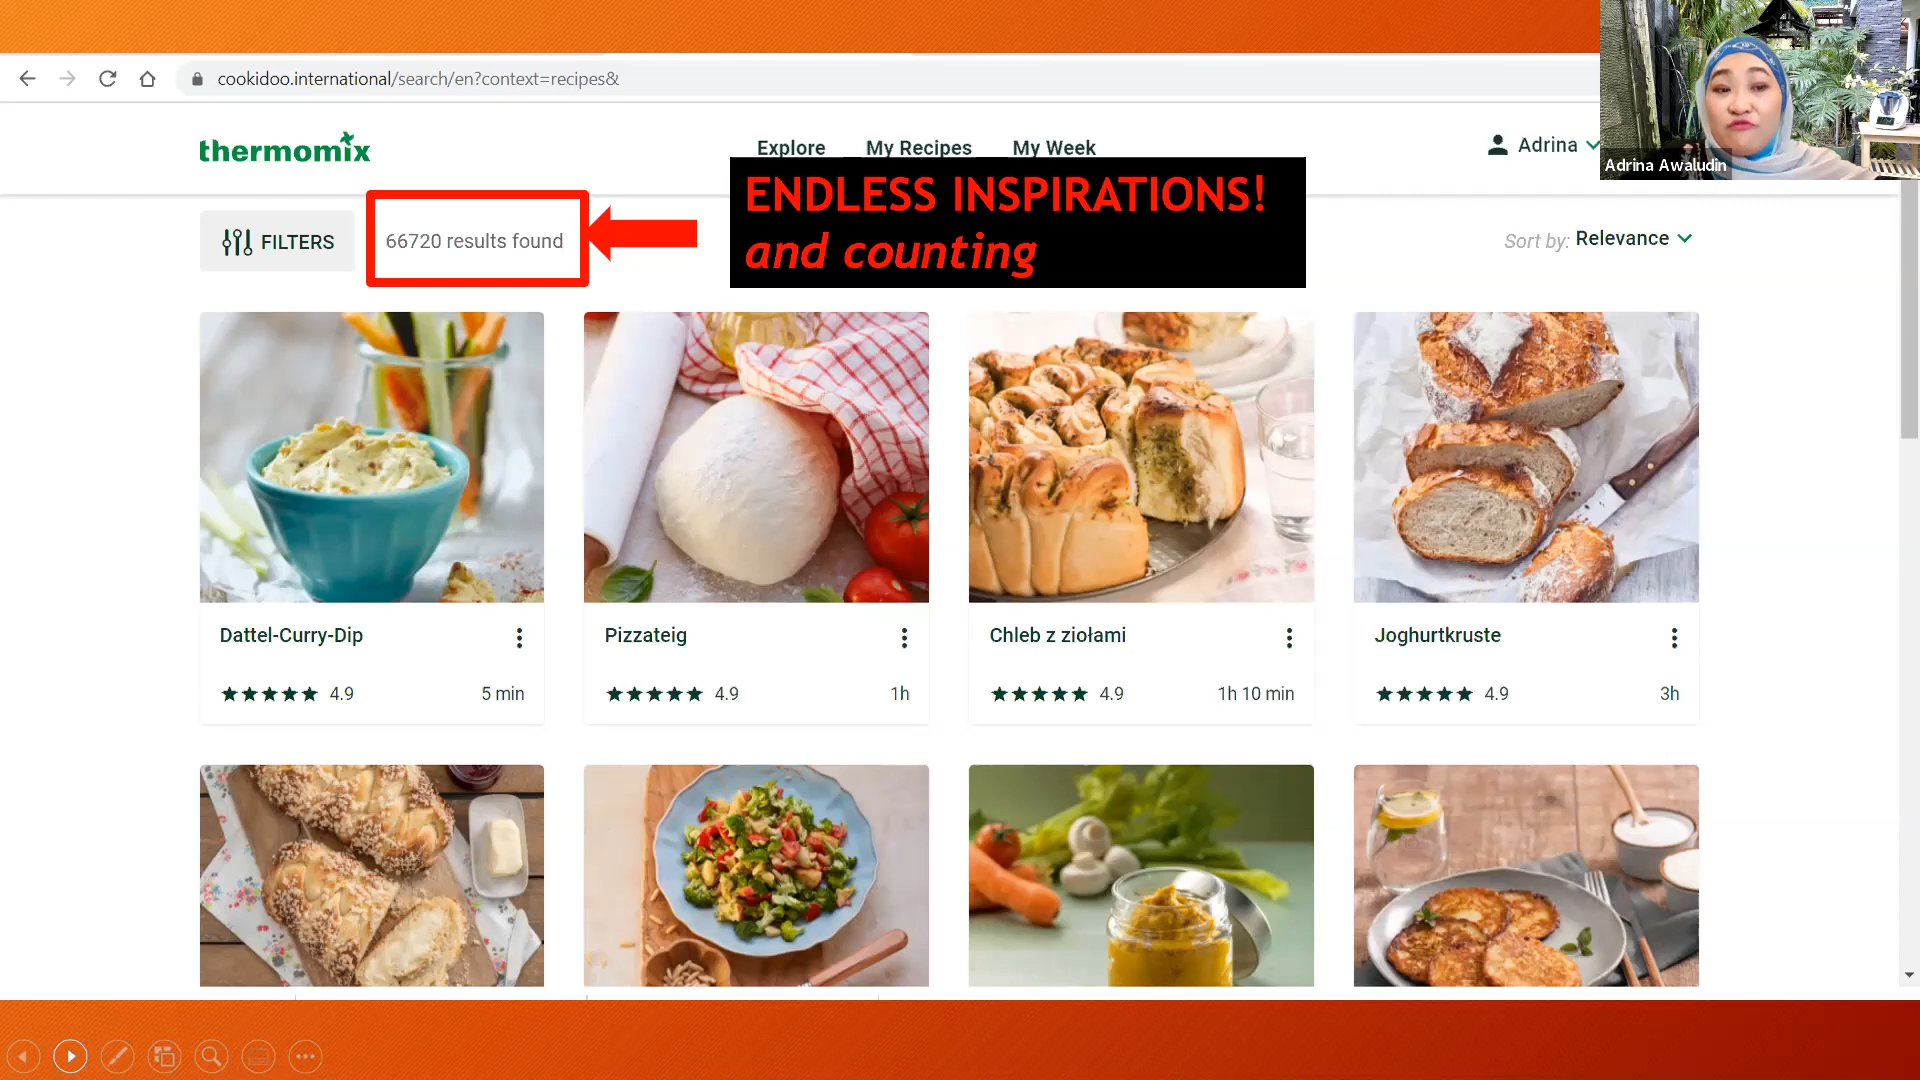 cookidoo.international/search/en?context=recipes&
thermomix
Explore
My Recipes
My Week
Adrina
Adrina Awaludin
FILTERS
66720 results found
ENDLESS INSPIRATIONS!
and counting
Sort by: Relevance
Dattel-Curry-Dip
4.9
5 min
Pizzateig
4.9
1h
Chleb z ziołami
4.9
1h 10 min
Joghurtkruste
4.9
3h